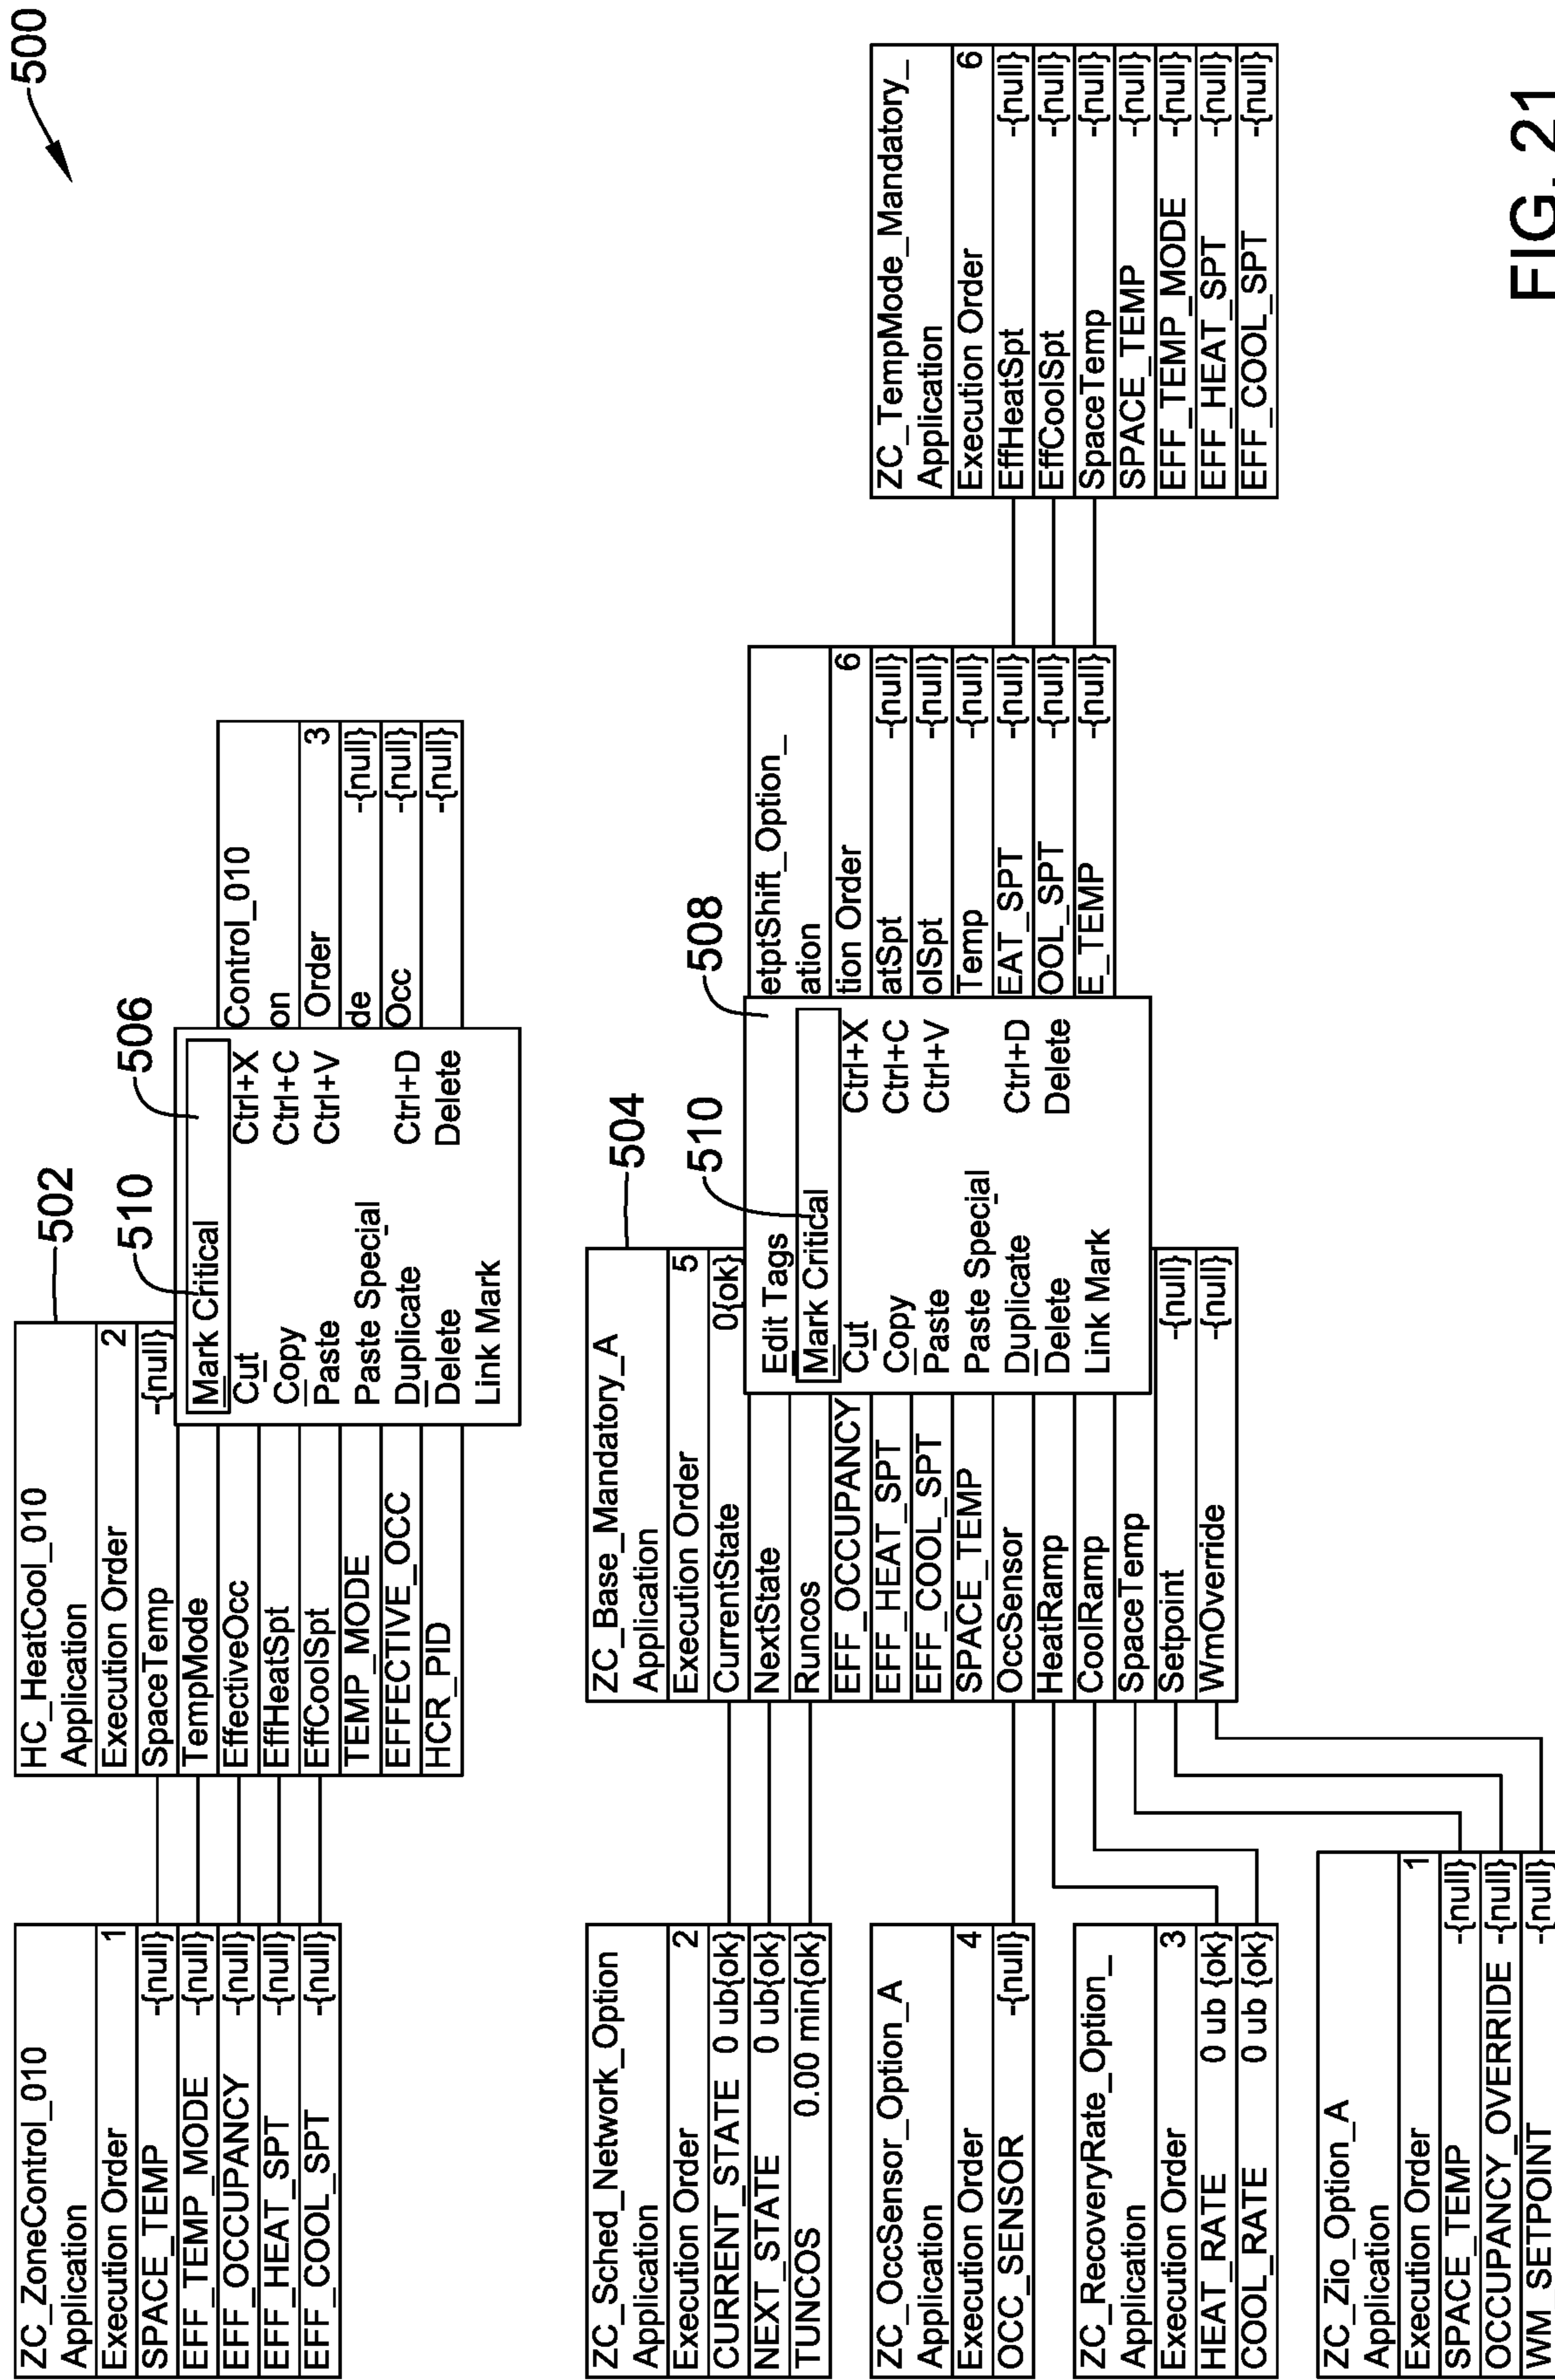 500
ZC_ZoneControl_010
Application
Execution Order 1
SPACE_TEMP -{null}
EFF_TEMP_MODE -{null}
EFF_OCCUPANCY -{null}
EFF_HEAT_SPT -{null}
EFF_COOL_SPT -{null}
HC_HeatCool_010
Application
Execution Order 2
SpaceTemp -{null}
TempMode
EffectiveOcc
EffHeatSpt
EffCoolSpt
TEMP_MODE
EFFECTIVE_OCC
HCR_PID
502
510
506
Mark Critical
Cut Ctrl+X
Copy Ctrl+C
Paste Ctrl+V
Paste Special
Duplicate Ctrl+D
Delete Delete
Link Mark
Control_010
on
Order 3
de -{null}
Occ -{null}
-{null}
ZC_Sched_Network_Option
Application
Execution Order 2
CURRENT_STATE 0 ub{ok}
NEXT_STATE 0 ub{ok}
TUNCOS 0.00 min{ok}
ZC_OccSensor_Option_A
Application
Execution Order 4
OCC_SENSOR -{null}
ZC_RecoveryRate_Option_
Application
Execution Order 3
HEAT_RATE 0 ub {ok}
COOL_RATE 0 ub {ok}
ZC_Zio_Option_A
Application
Execution Order 1
SPACE_TEMP -{null}
OCCUPANCY_OVERRIDE -{null}
WM_SETPOINT -{null}
ZC_Base_Mandatory_A
Application
Execution Order 5
CurrentState 0{ok}
NextState
Runcos
EFF_OCCUPANCY
EFF_HEAT_SPT
EFF_COOL_SPT
SPACE_TEMP
OccSensor
HeatRamp
CoolRamp
SpaceTemp
Setpoint -{null}
WmOverride -{null}
504
510
508
Edit Tags
Mark Critical
Cut Ctrl+X
Copy Ctrl+C
Paste Ctrl+V
Paste Special
Duplicate Ctrl+D
Delete Delete
Link Mark
etptShift_Option_
ation
tion Order 6
atSpt -{null}
olSpt -{null}
Temp -{null}
EAT_SPT -{null}
OOL_SPT -{null}
E_TEMP -{null}
ZC_TempMode_Mandatory_
Application
Execution Order 6
EffHeatSpt -{null}
EffCoolSpt -{null}
SpaceTemp -{null}
SPACE_TEMP -{null}
EFF_TEMP_MODE -{null}
EFF_HEAT_SPT -{null}
EFF_COOL_SPT -{null}
FIG. 21